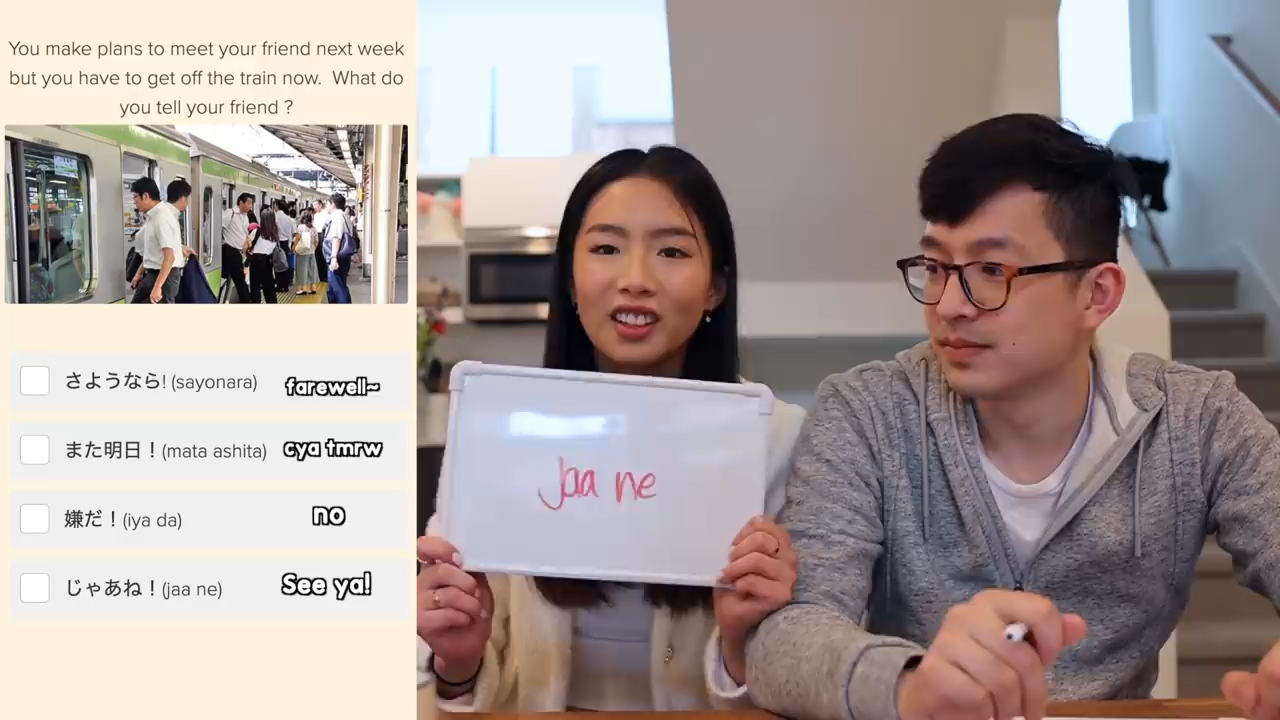 You make plans to meet your friend next week
but you have to get off the train now. What do
you tell your friend ?
さようなら! (sayonara) farewell~
また明日！(mata ashita) cya tmrw
嫌だ！(iya da) no
じゃあね！(jaa ne) See ya!
Jaa ne